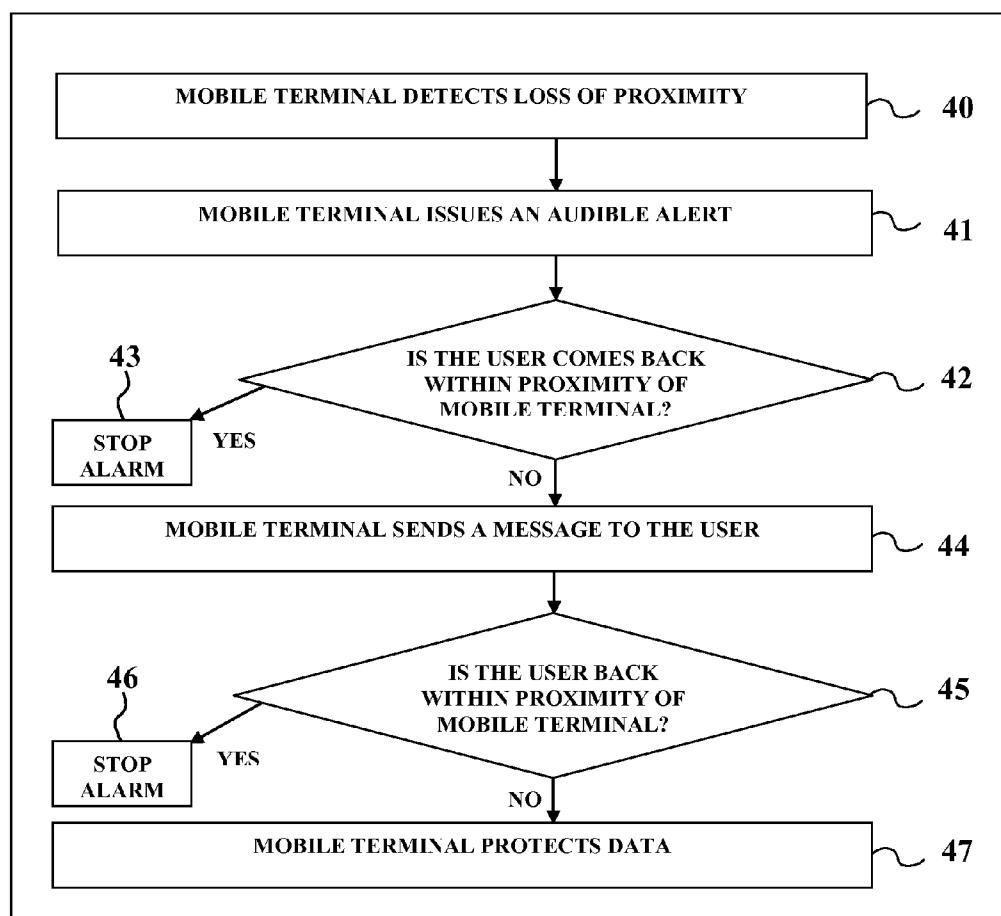 MOBILE TERMINAL DETECTS LOSS OF PROXIMITY
40
MOBILE TERMINAL ISSUES AN AUDIBLE ALERT
41
IS THE USER COMES BACK
WITHIN PROXIMITY OF
MOBILE TERMINAL?
42
43
STOP
ALARM
YES
NO
MOBILE TERMINAL SENDS A MESSAGE TO THE USER
44
IS THE USER BACK
WITHIN PROXIMITY OF
MOBILE TERMINAL?
45
46
STOP
ALARM
YES
NO
MOBILE TERMINAL PROTECTS DATA
47